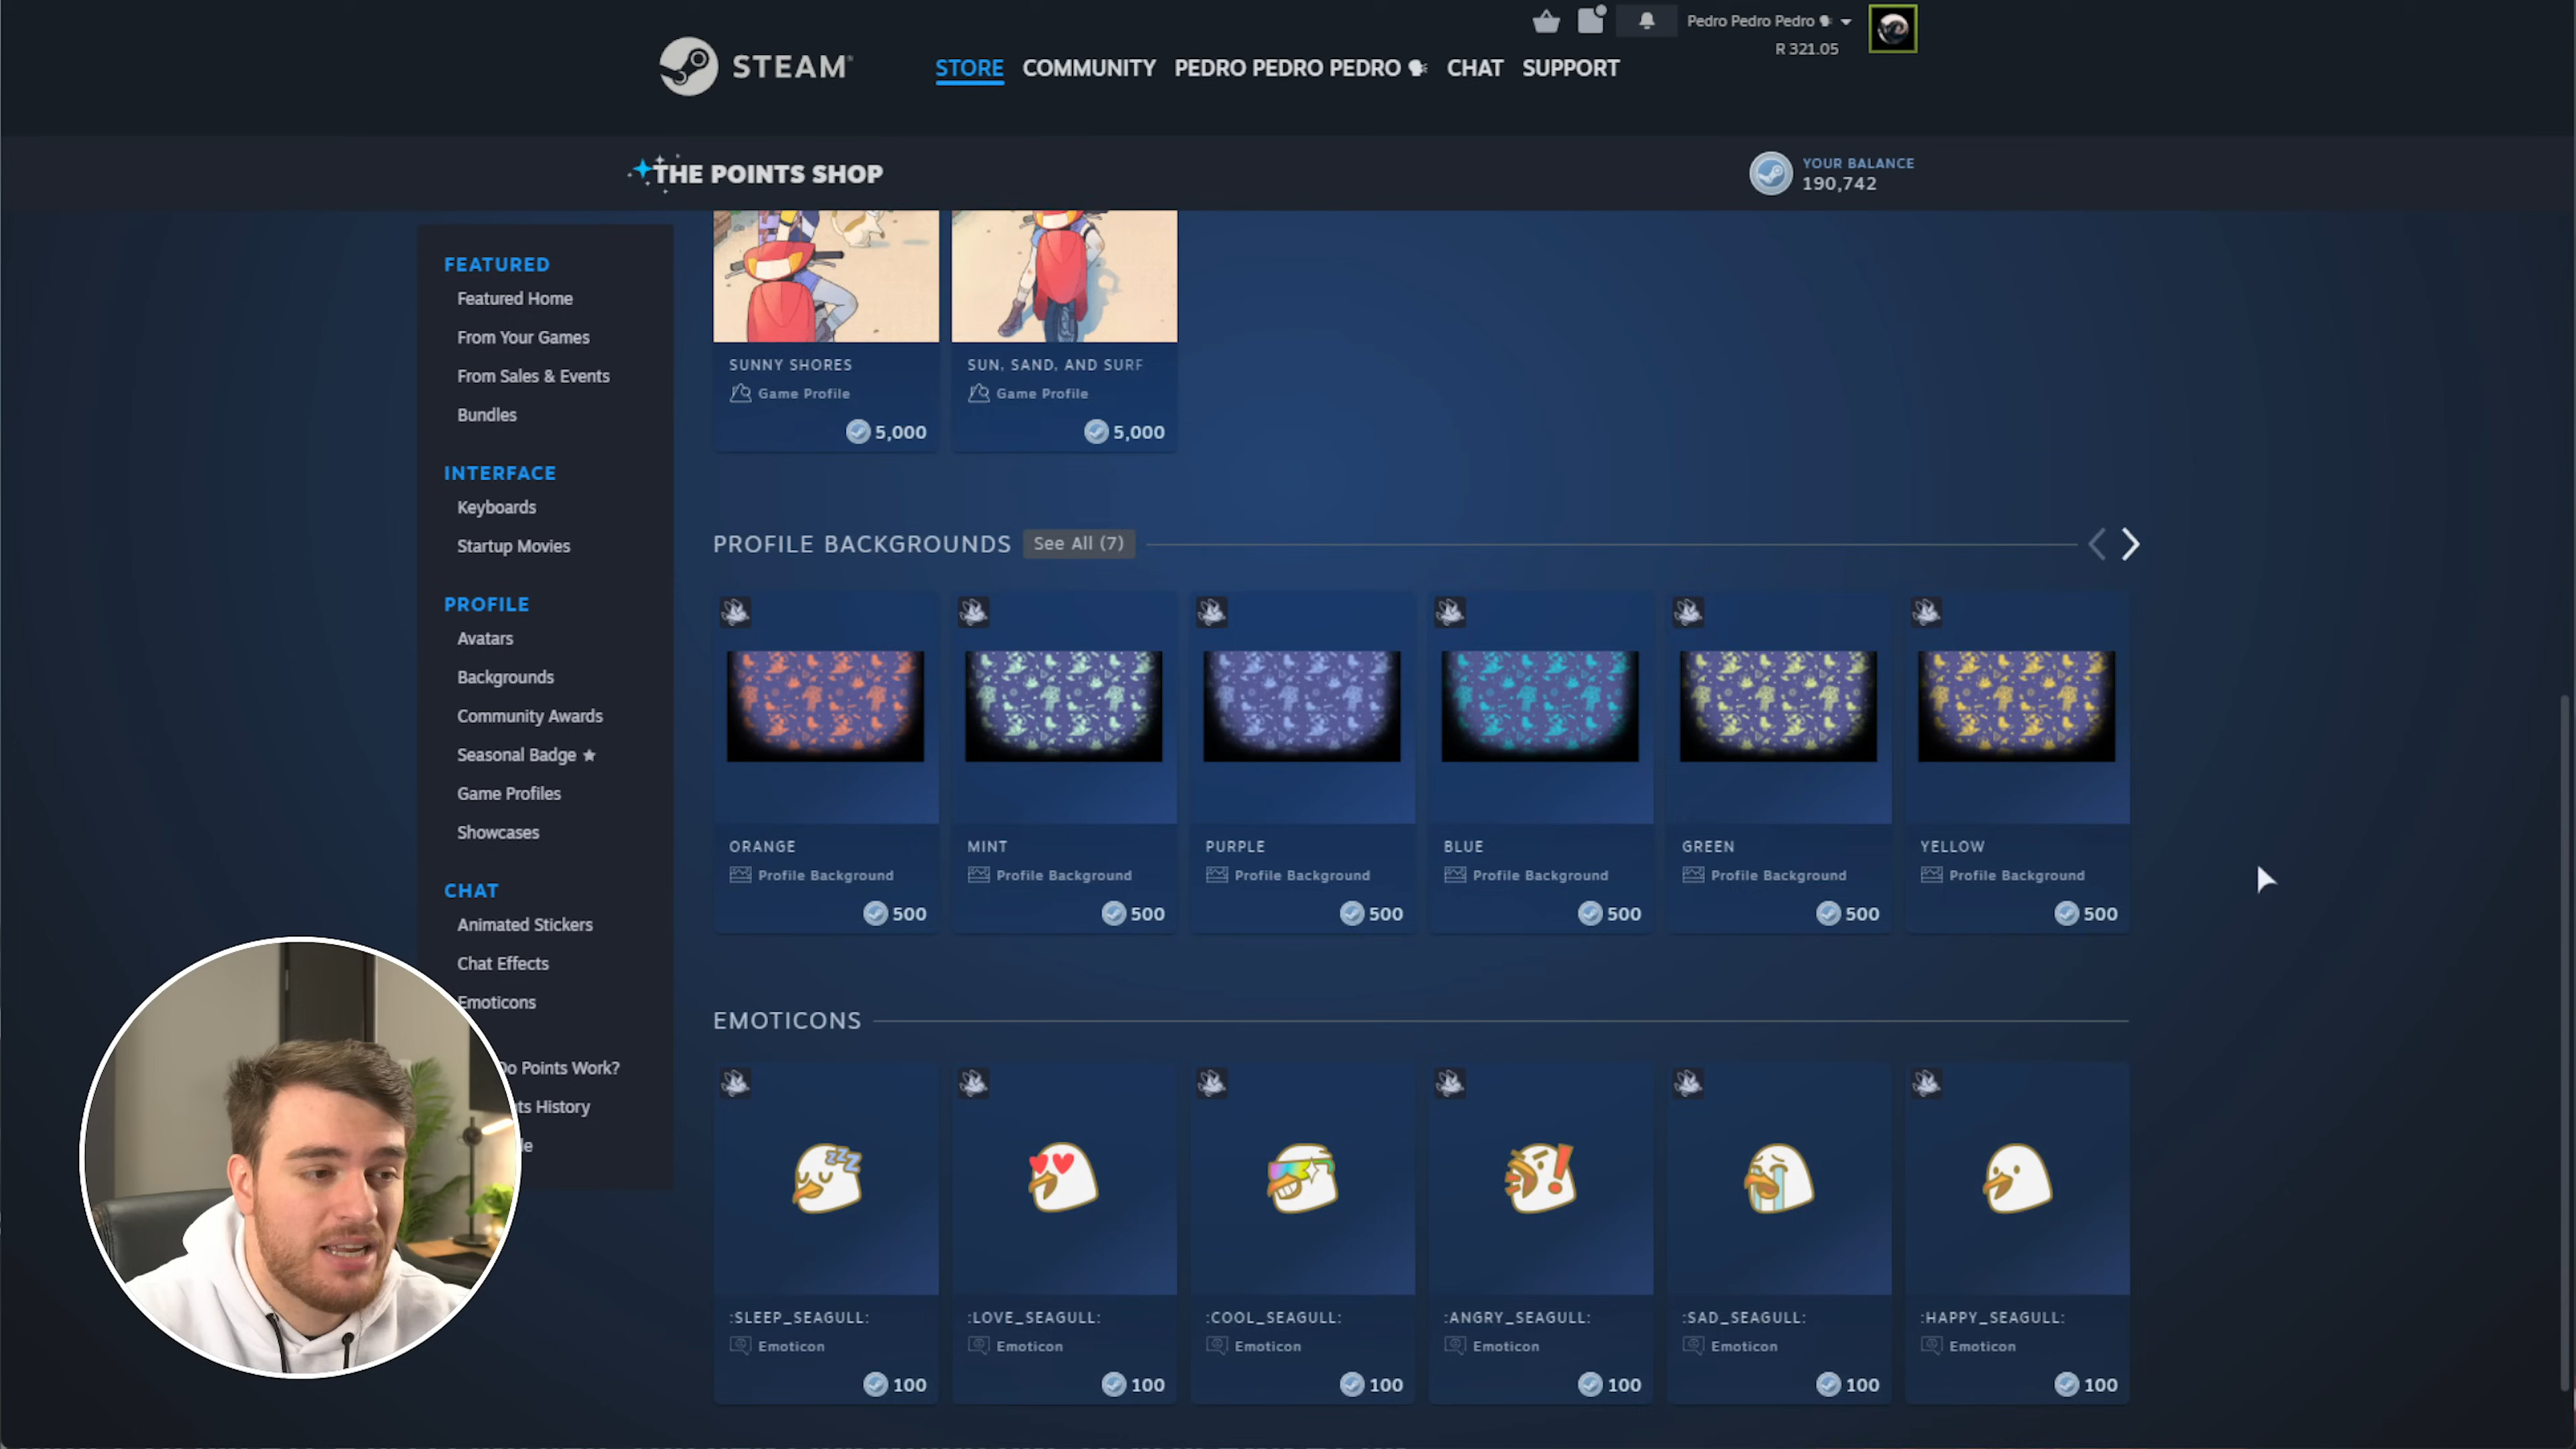 Pedro Pedro Pedro
R 321.05
STEAM
STORE COMMUNITY PEDRO PEDRO PEDRO CHAT SUPPORT
THE POINTS SHOP
YOUR BALANCE
190,742
FEATURED
Featured Home
From Your Games
From Sales & Events
Bundles
INTERFACE
Keyboards
Startup Movies
PROFILE
Avatars
Backgrounds
Community Awards
Seasonal Badge ★
Game Profiles
Showcases
CHAT
Animated Stickers
Chat Effects
Emoticons
Do Points Work?
History
SUNNY SHORES
Game Profile
5,000
SUN, SAND, AND SURF
Game Profile
5,000
PROFILE BACKGROUNDS See All (7)
ORANGE
Profile Background
500
MINT
Profile Background
500
PURPLE
Profile Background
500
BLUE
Profile Background
500
GREEN
Profile Background
500
YELLOW
Profile Background
500
EMOTICONS
:SLEEP_SEAGULL:
Emoticon
100
:LOVE_SEAGULL:
Emoticon
100
:COOL_SEAGULL:
Emoticon
100
:ANGRY_SEAGULL:
Emoticon
100
:SAD_SEAGULL:
Emoticon
100
:HAPPY_SEAGULL:
Emoticon
100